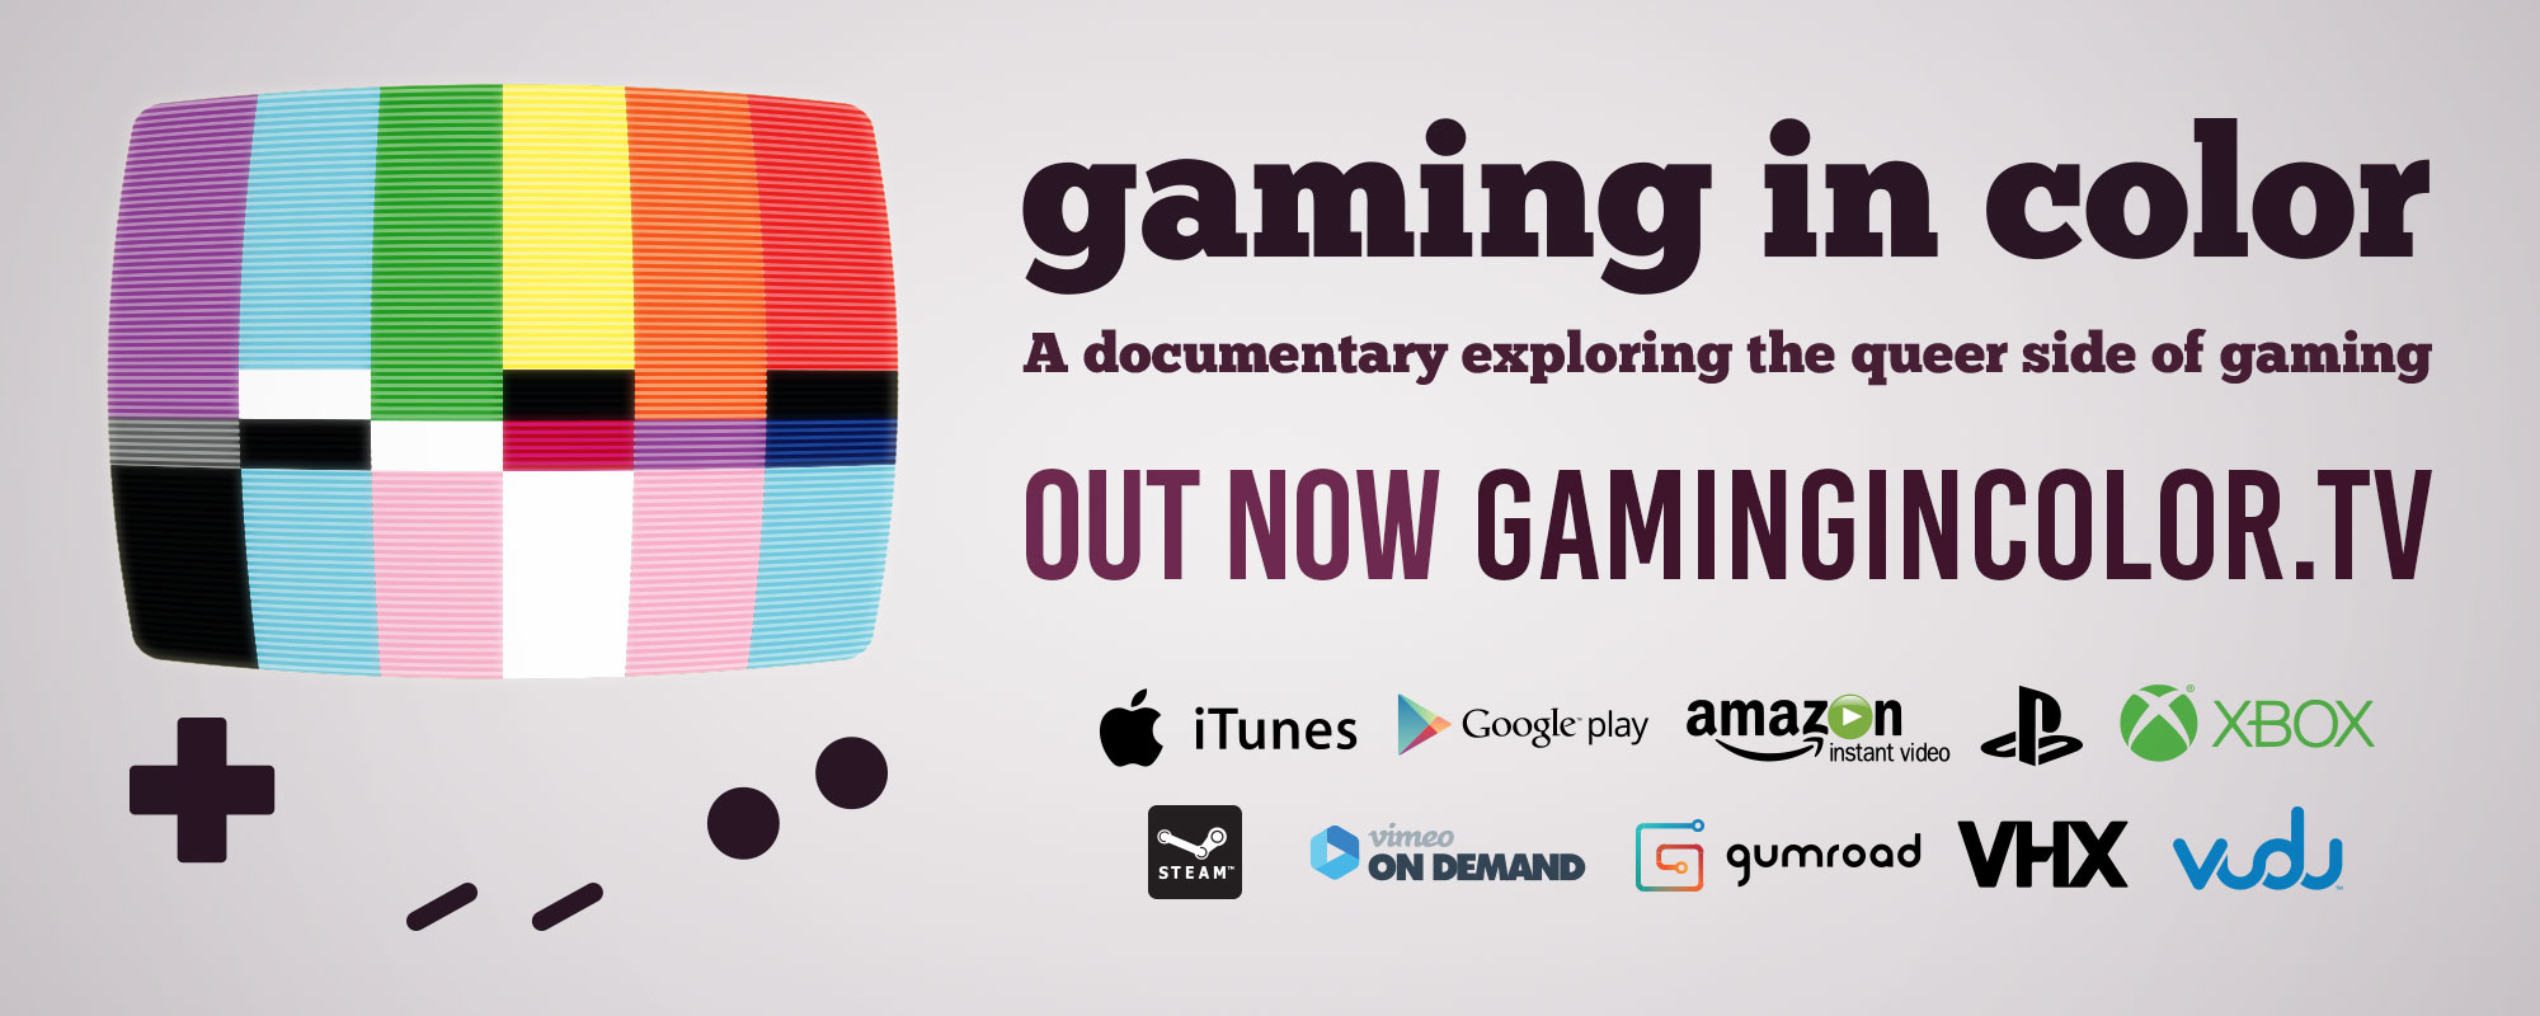 gaming in color
A documentary exploring the queer side of gaming
OUT NOW GAMINGINCOLOR.TV
iTunes Google play amazon instant video XBOX
STEAM™ vimeo ON DEMAND gumroad VHX vudu